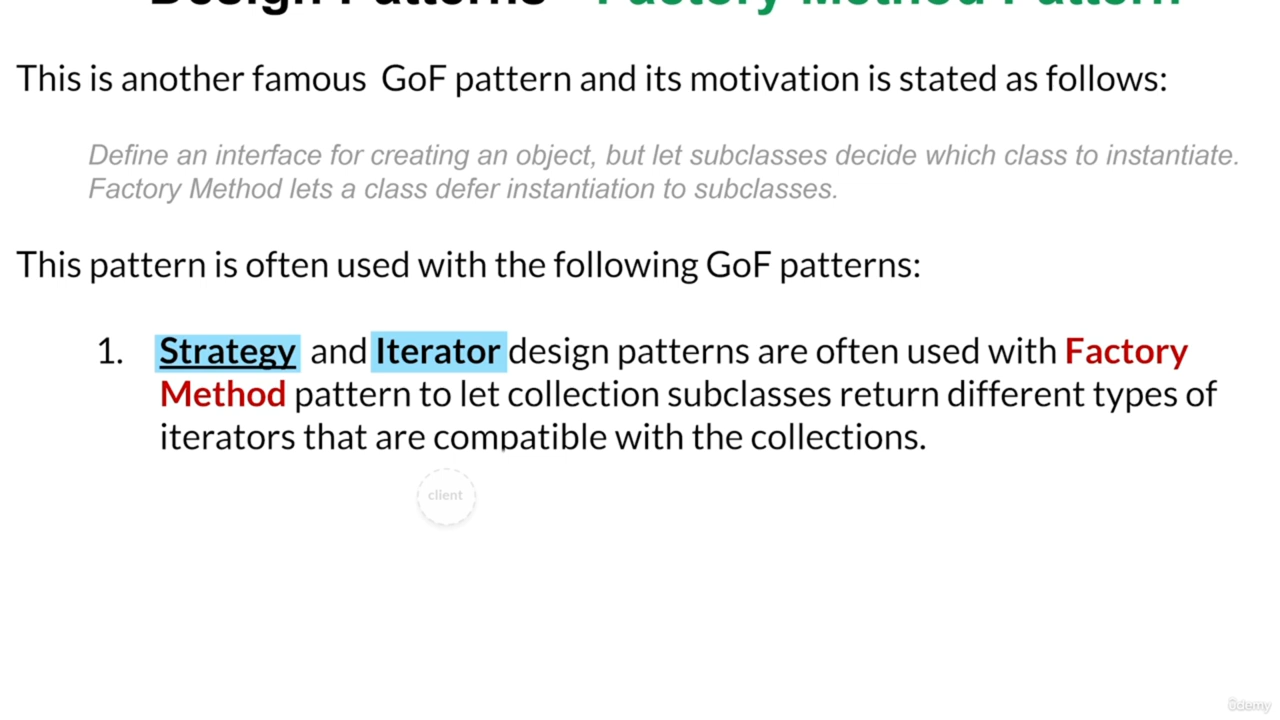 Design Patterns - Factory Method Pattern
This is another famous GoF pattern and its motivation is stated as follows:
Define an interface for creating an object, but let subclasses decide which class to instantiate.
Factory Method lets a class defer instantiation to subclasses.
This pattern is often used with the following GoF patterns:
1. Strategy and Iterator design patterns are often used with Factory
Method pattern to let collection subclasses return different types of
iterators that are compatible with the collections.
client
ûdemy